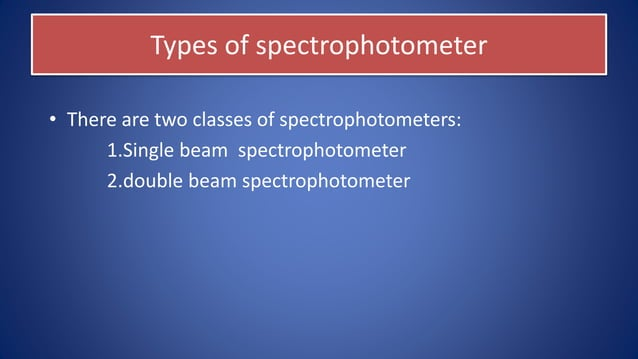 Types of spectrophotometer
• There are two classes of spectrophotometers:
1.Single beam  spectrophotometer
2.double beam spectrophotometer